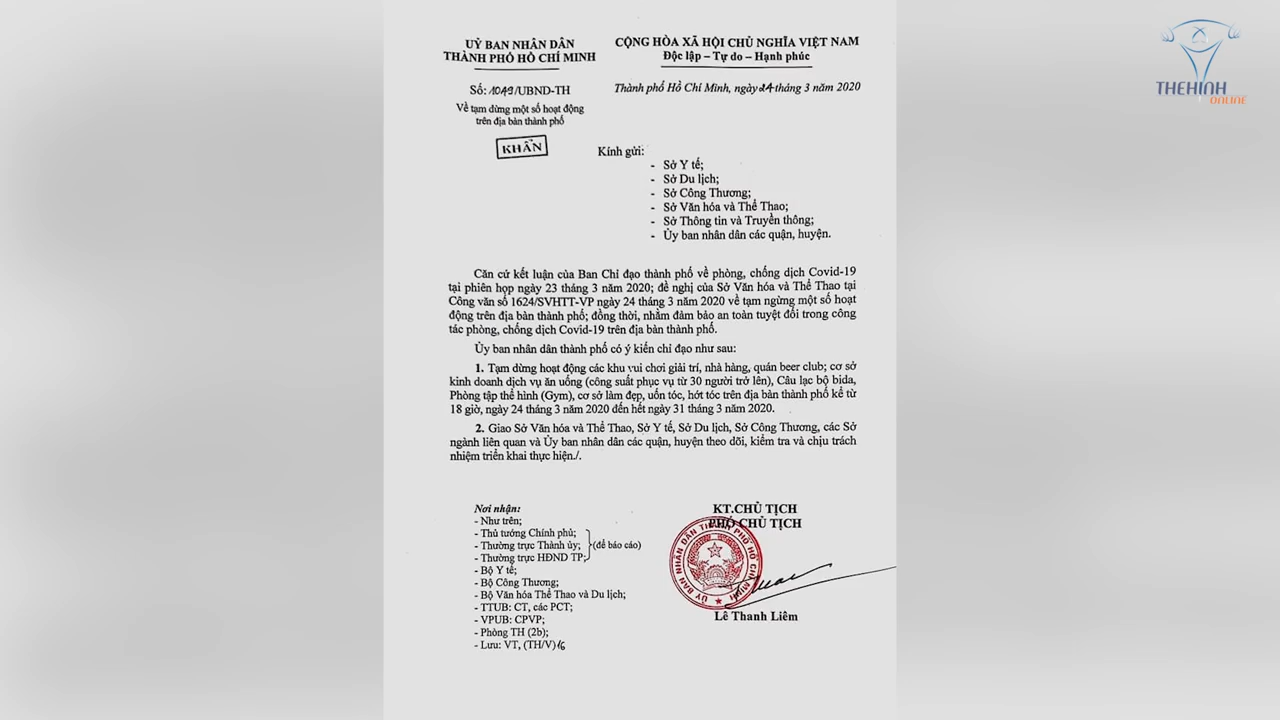 UỶ BAN NHÂN DÂN
THÀNH PHỐ HỒ CHÍ MINH
CỘNG HÒA XÃ HỘI CHỦ NGHĨA VIỆT NAM
Độc lập – Tự do – Hạnh phúc
Số: 1049/UBND-TH
Về tạm dừng một số hoạt động
trên địa bàn thành phố
KHẨN
Thành phố Hồ Chí Minh, ngày 24 tháng 3 năm 2020
Kính gửi:
- Sở Y tế;
- Sở Du lịch;
- Sở Công Thương;
- Sở Văn hóa và Thể Thao;
- Sở Thông tin và Truyền thông;
- Ủy ban nhân dân các quận, huyện.
Căn cứ kết luận của Ban Chỉ đạo thành phố về phòng, chống dịch Covid-19
tại phiên họp ngày 23 tháng 3 năm 2020; đề nghị của Sở Văn hóa và Thể Thao tại
Công văn số 1624/SVHTT-VP ngày 24 tháng 3 năm 2020 về tạm ngừng một số hoạt
động trên địa bàn thành phố; đồng thời, nhằm đảm bảo an toàn tuyệt đối trong công
tác phòng, chống dịch Covid-19 trên địa bàn thành phố.
Ủy ban nhân dân thành phố có ý kiến chỉ đạo như sau:
1. Tạm dừng hoạt động các khu vui chơi giải trí, nhà hàng, quán beer club; cơ sở
kinh doanh dịch vụ ăn uống (công suất phục vụ từ 30 người trở lên), Câu lạc bộ bida,
Phòng tập thể hình (Gym), cơ sở làm đẹp, uốn tóc, hớt tóc trên địa bàn thành phố kể từ
18 giờ, ngày 24 tháng 3 năm 2020 đến hết ngày 31 tháng 3 năm 2020.
2. Giao Sở Văn hóa và Thể Thao, Sở Y tế, Sở Du lịch, Sở Công Thương, các Sở
ngành liên quan và Ủy ban nhân dân các quận, huyện theo dõi, kiểm tra và chịu trách
nhiệm triển khai thực hiện./.
Nơi nhận:
- Như trên;
- Thủ tướng Chính phủ;
- Thường trực Thành ủy;
- Thường trực HĐND TP;
(để báo cáo)
- Bộ Y tế;
- Bộ Công Thương;
- Bộ Văn hóa Thể Thao và Du lịch;
- TTUB: CT, các PCT;
- VPUB: CPVP;
- Phòng TH (2b);
- Lưu: VT, (TH/V) 16
KT.CHỦ TỊCH
PHÓ CHỦ TỊCH
ỦY BAN NHÂN DÂN THÀNH PHỐ HỒ CHÍ MINH
Lê Thanh Liêm
THEHINH
ONLINE